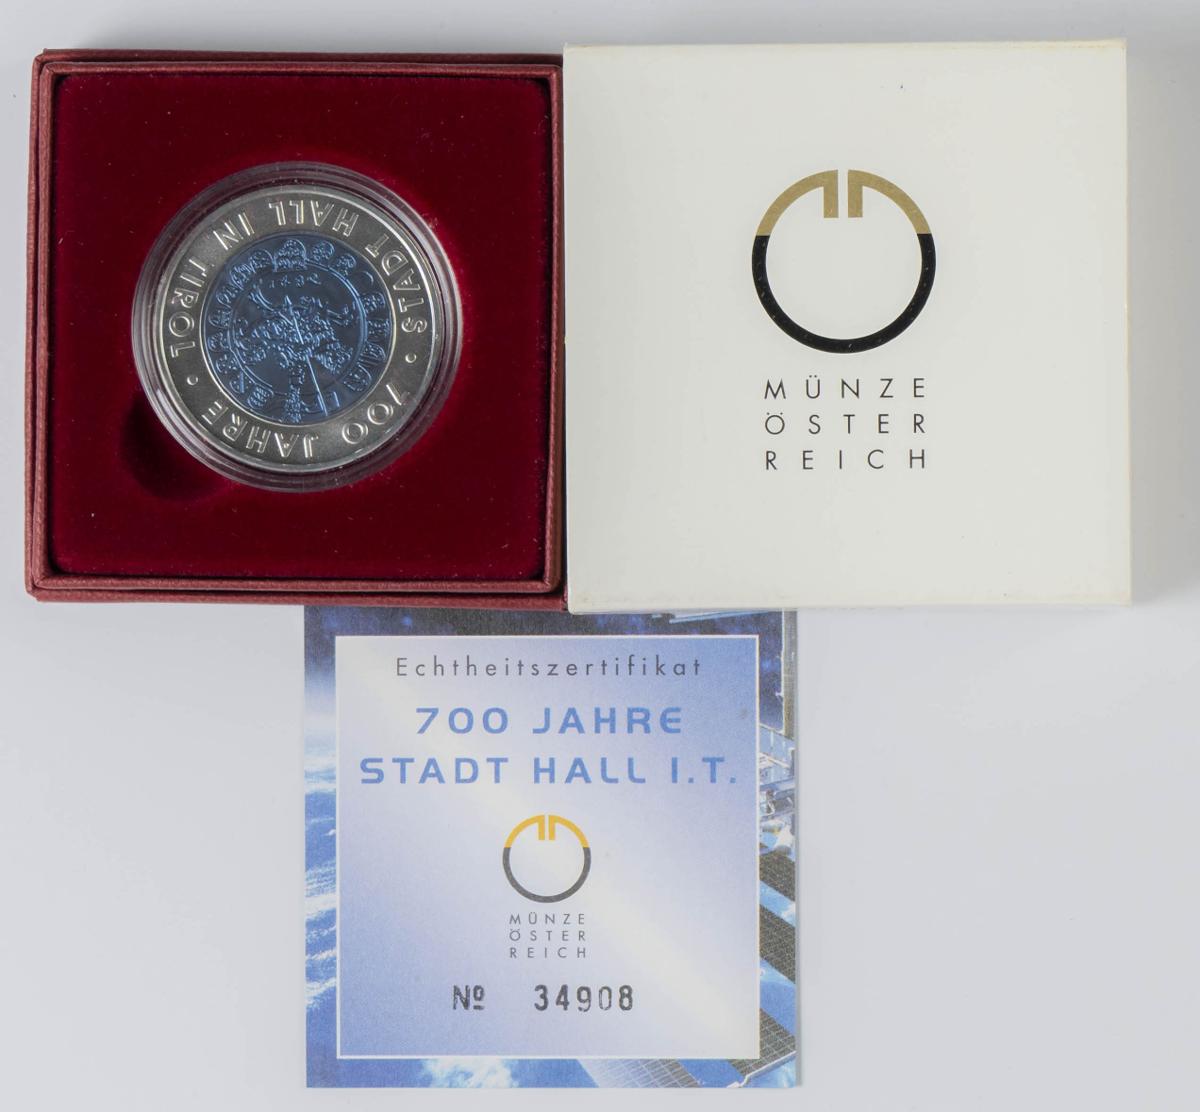 STADT HALL IN TIROL • 700 JAHRE •
MÜNZE
ÖSTER
REICH
Echtheitszertifikat
700 JAHRE
STADT HALL I.T.
MÜNZE
ÖSTER
REICH
Nº 34908